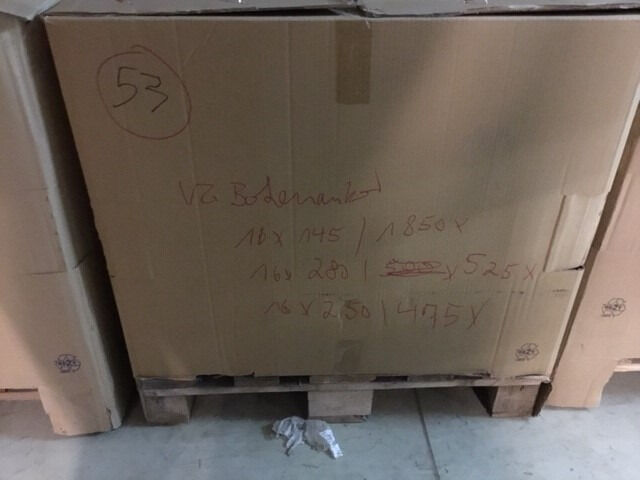 53
VZ Bodenanker
16 x 145 / 1850 x
16 x 280 / x 525 x
16 x 250 / 475 x